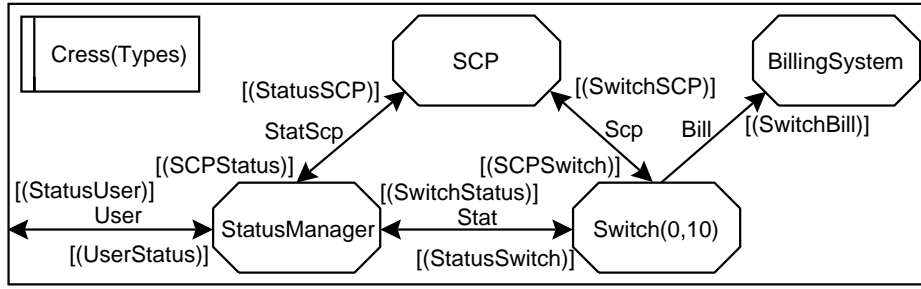 Cress(Types)
SCP
BillingSystem
[(StatusSCP)]
[(SwitchSCP)]
StatScp
Scp
Bill
[(SwitchBill)]
[(SCPStatus)]
[(SCPSwitch)]
[(StatusUser)]
[(SwitchStatus)]
User
StatusManager
Stat
Switch(0,10)
[(UserStatus)]
[(StatusSwitch)]